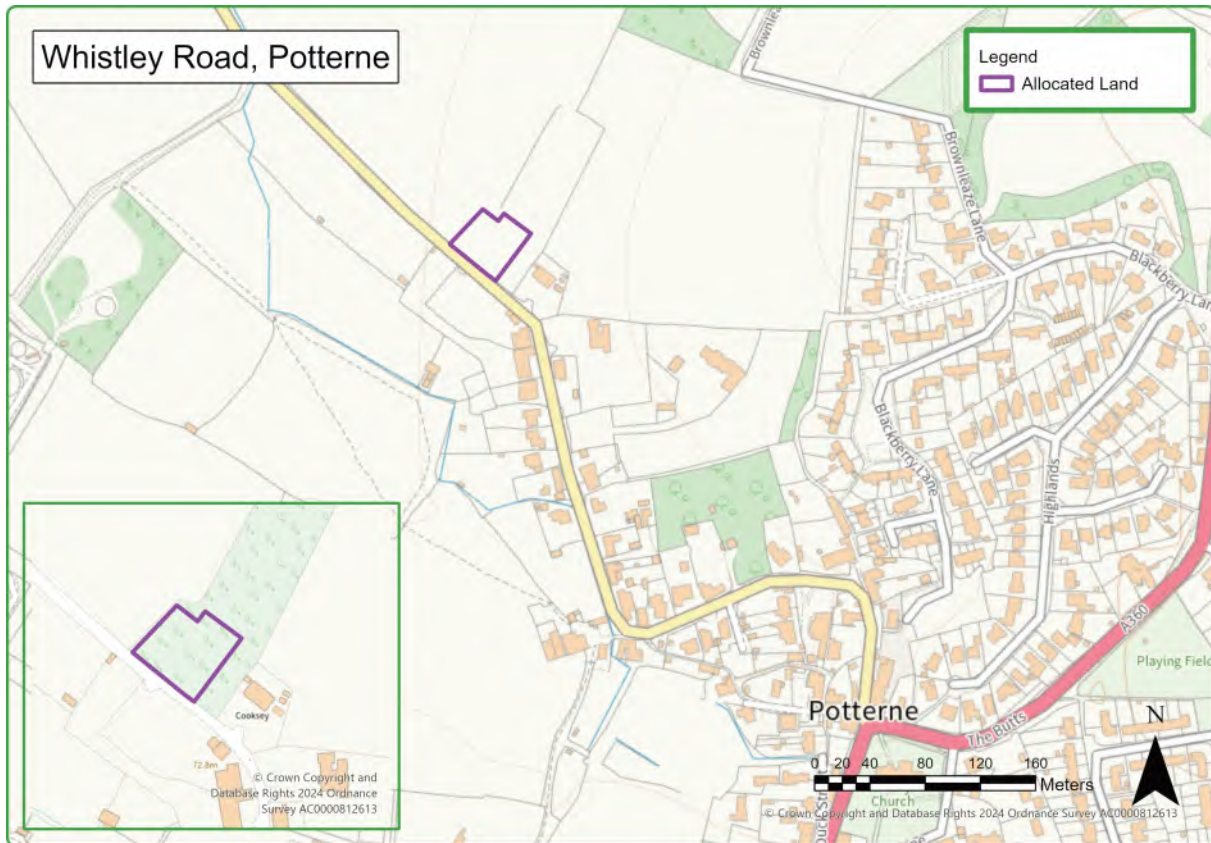 Whistley Road, Potterne
Legend
Allocated Land
Brownleaze Lane
Blackberry Lane
Blackberry Lane
Highlands
A360
Playing Field
Potterne
The Butts
N
0 20 40 80 120 160
Meters
Church
© Crown Copyright and Database Rights 2024 Ordnance Survey AC0000812613
Cooksey
72.8m
© Crown Copyright and
Database Rights 2024 Ordnance
Survey AC0000812613